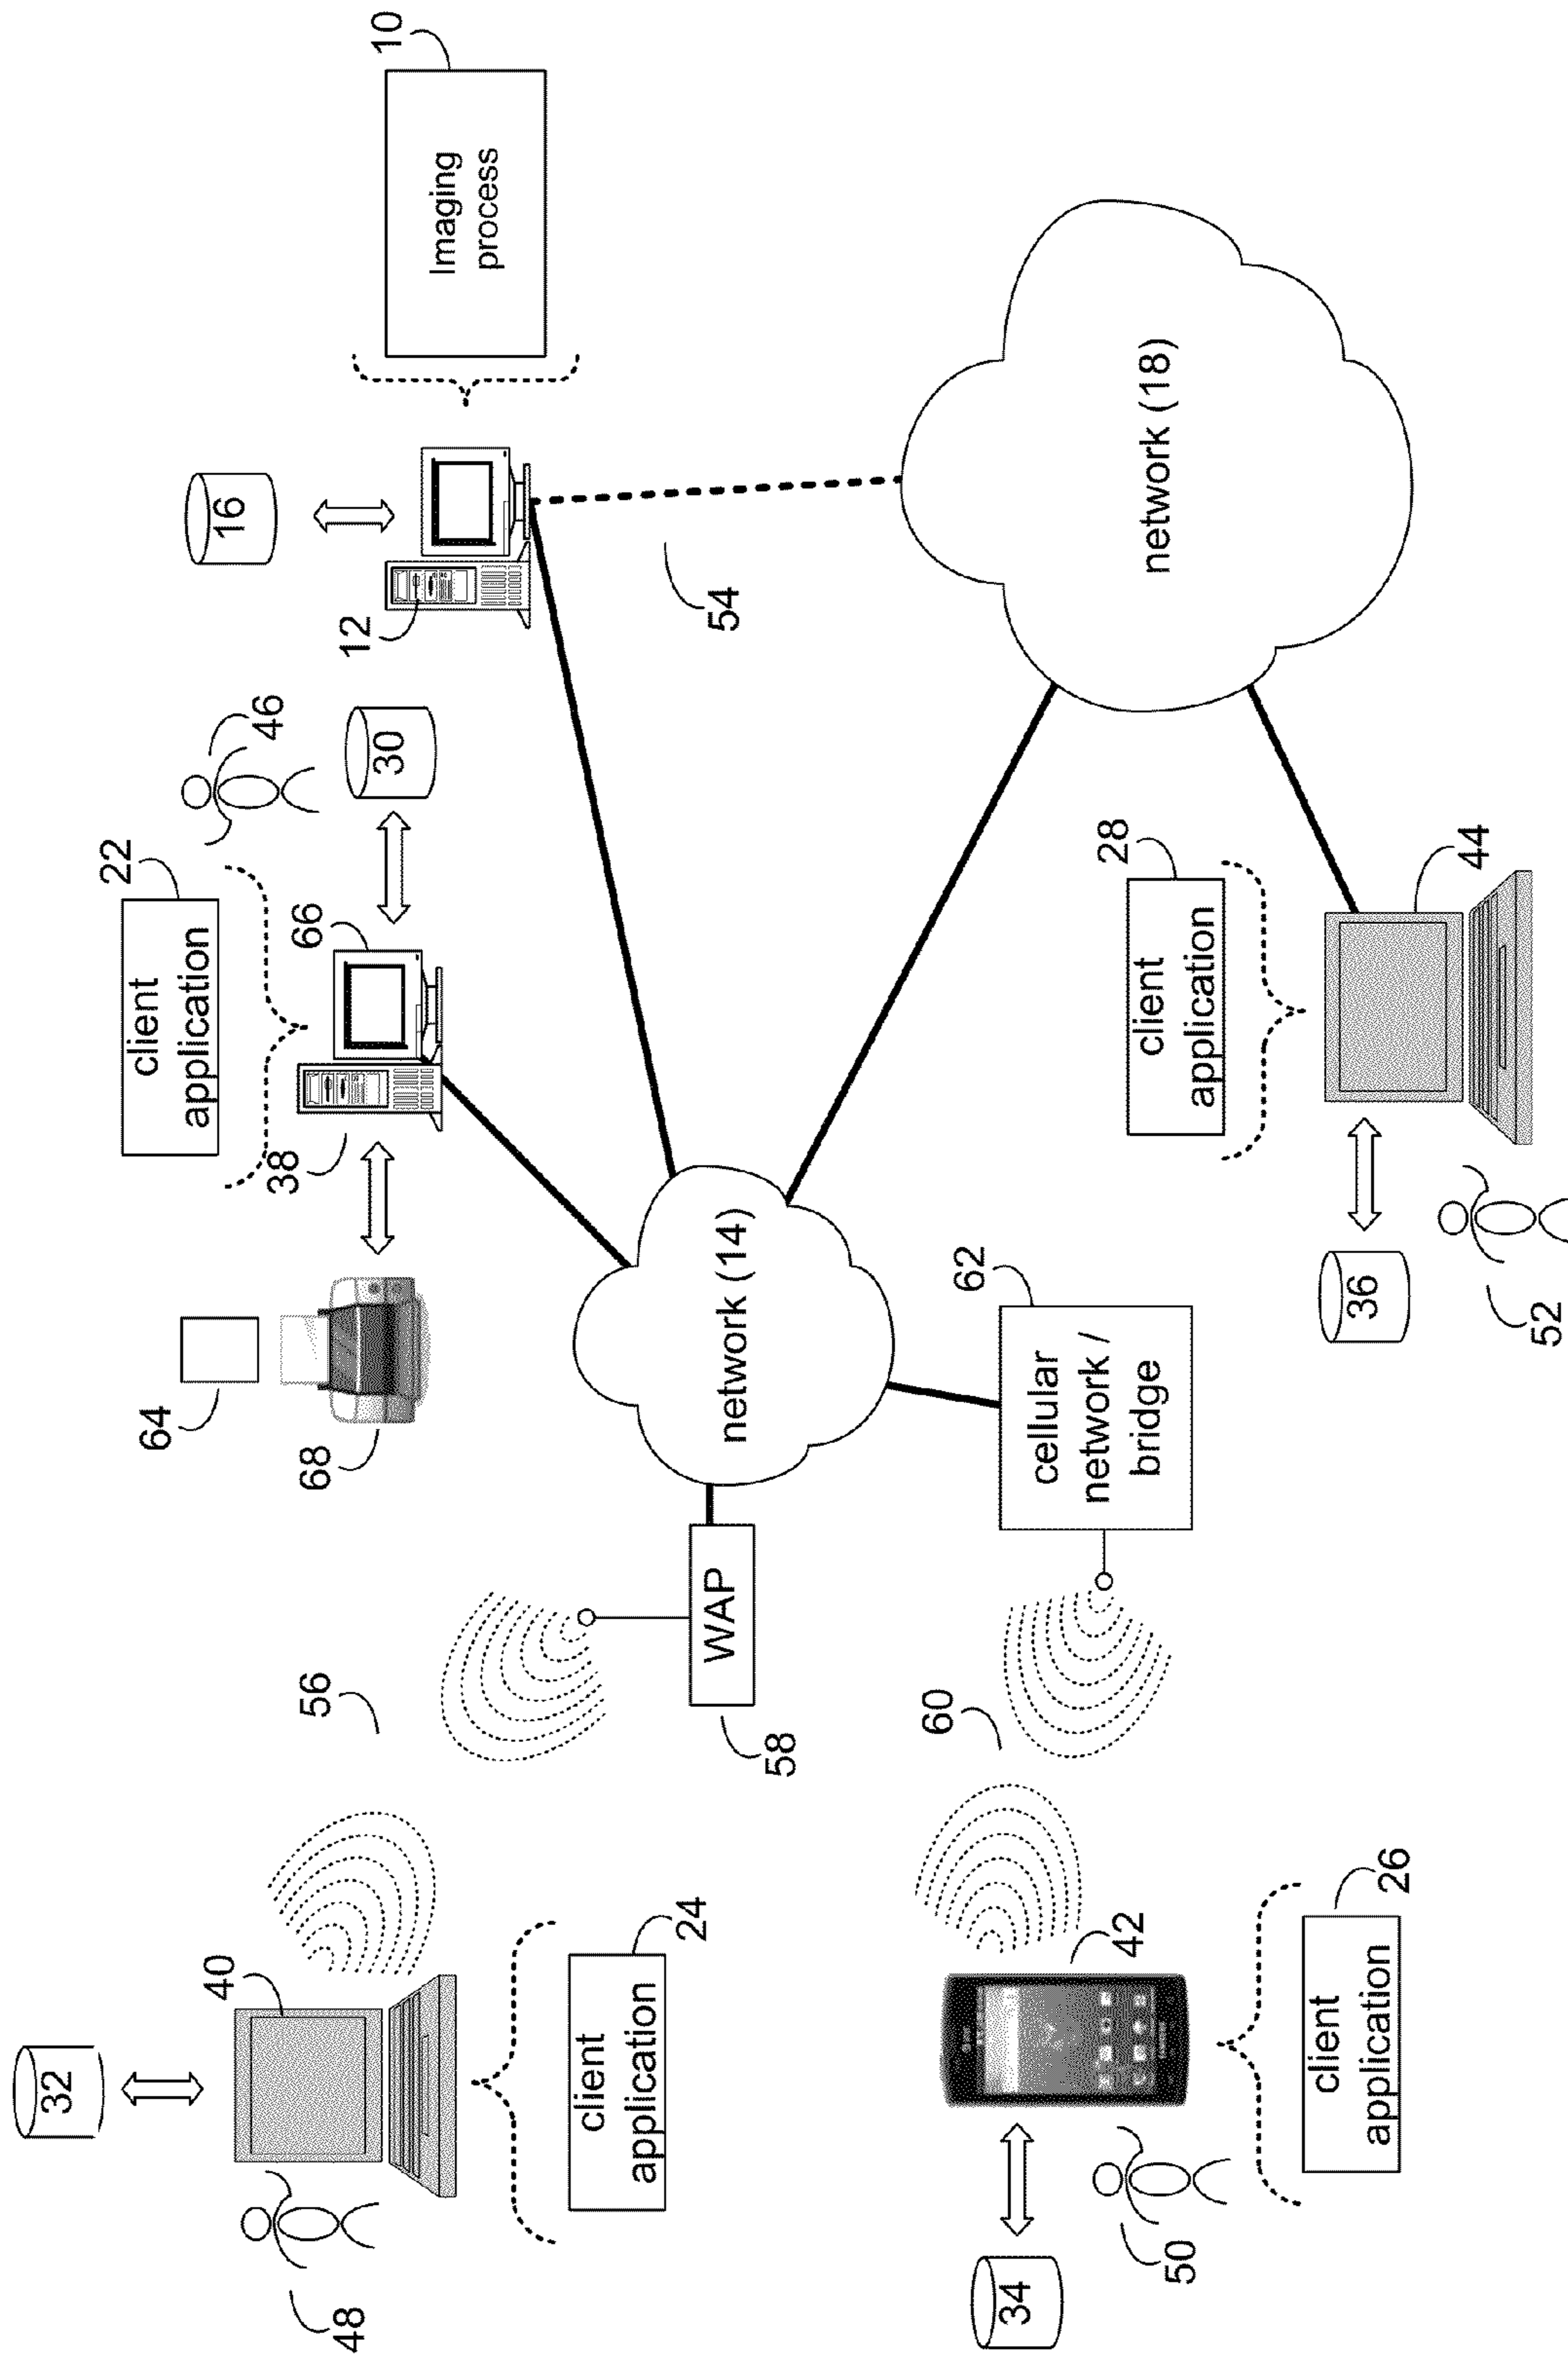 32
40
48
client
application
24
56
64
68
22
client
application
46
66
38
30
16
12
Imaging
process
10
WAP
58
network (14)
54
34
50
42
60
cellular
network /
bridge
62
client
application
26
network (18)
28
client
application
44
36
52